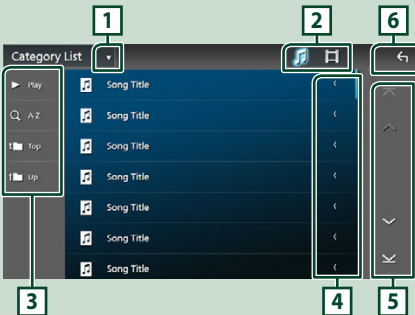 1
2
6
Category List
Play
Song Title
A-Z
Song Title
Top
Song Title
Up
Song Title
Song Title
Song Title
Song Title
3
4
5